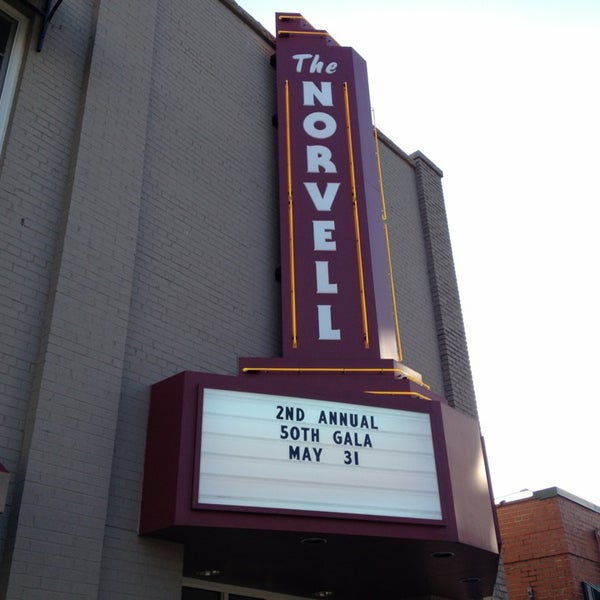 The
NORVELL
2ND ANNUAL
50TH GALA
MAY 31